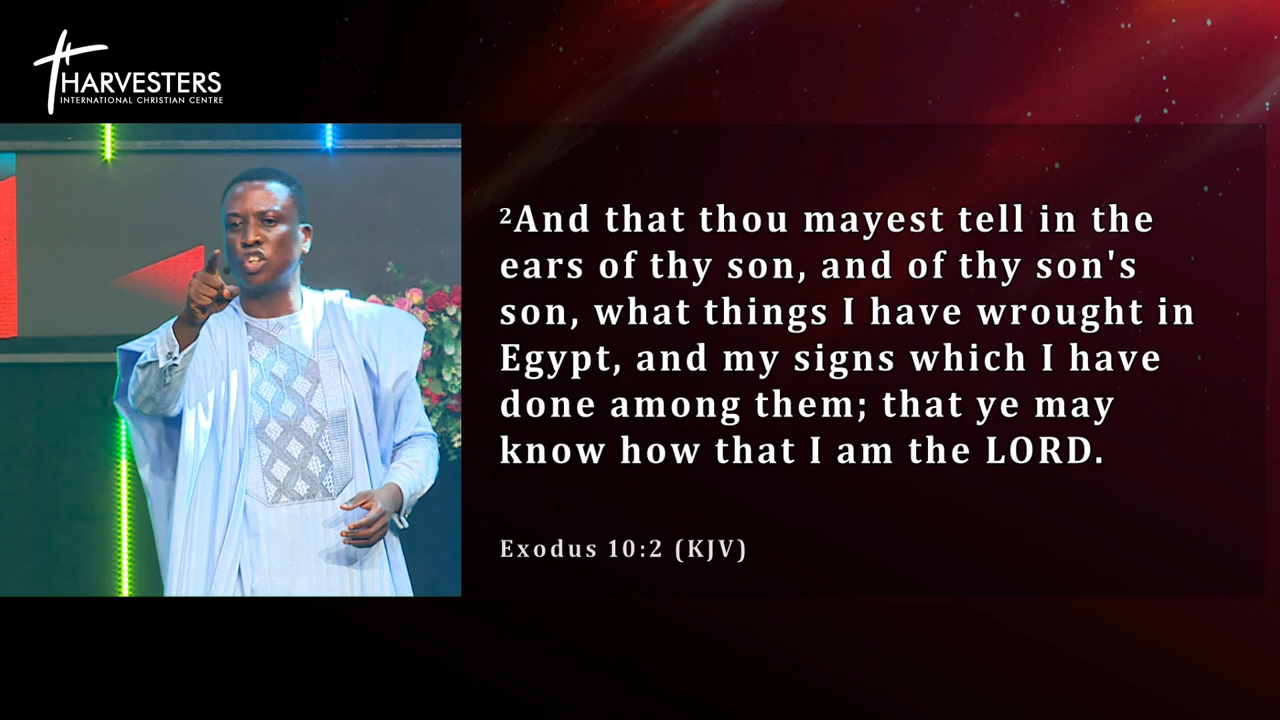 HARVESTERS
INTERNATIONAL CHRISTIAN CENTRE
²And that thou mayest tell in the
ears of thy son, and of thy son's
son, what things I have wrought in
Egypt, and my signs which I have
done among them; that ye may
know how that I am the LORD.
Exodus 10:2 (KJV)